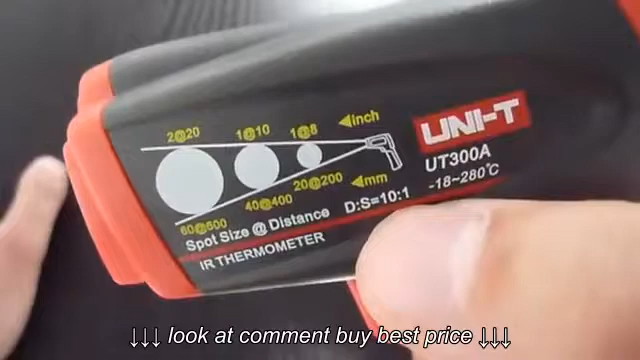 2@20 1@10 1@8 ◄inch
UNI-T
UT300A
-18~280℃
60@600 40@400 20@200 ◄mm
Spot Size @ Distance D:S=10:1
IR THERMOMETER
↓↓↓ look at comment buy best price ↓↓↓